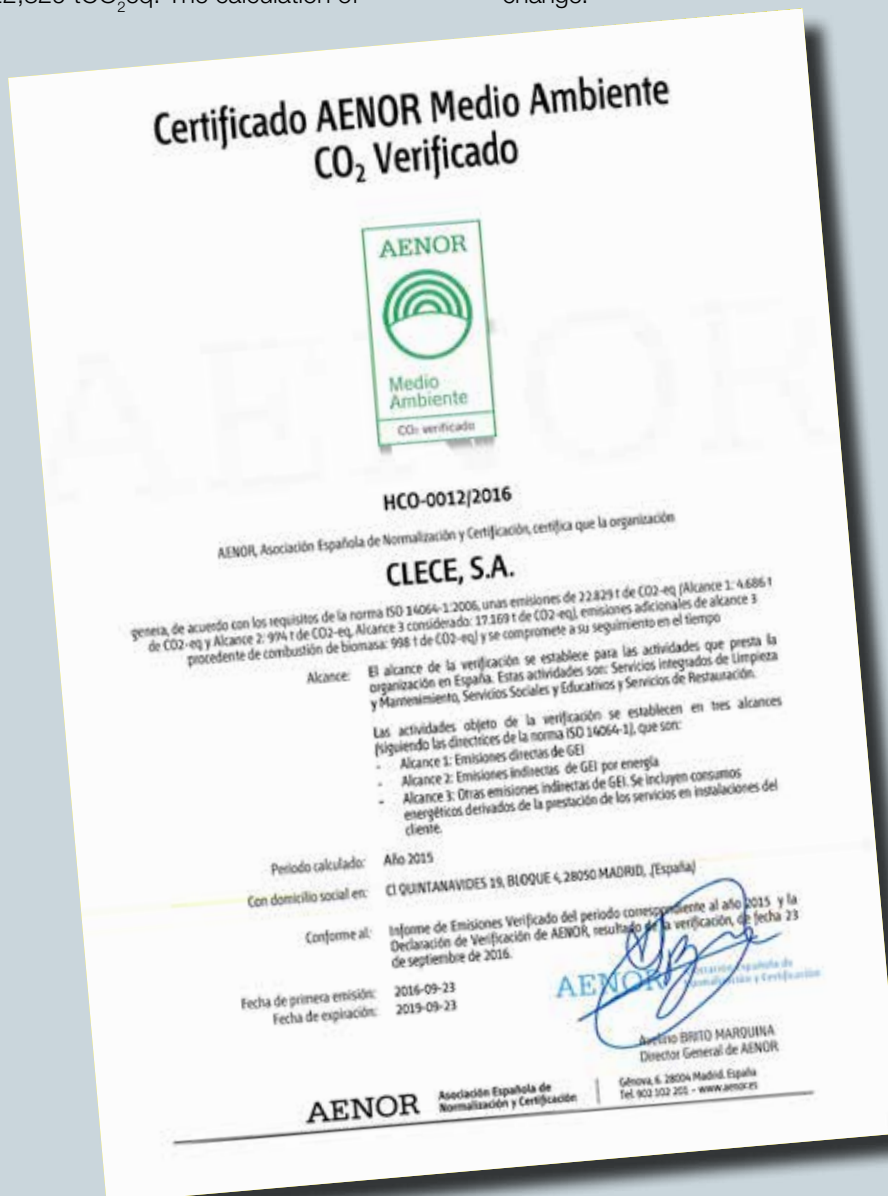 tCO2eq. The calculation of
change.
Certificado AENOR Medio Ambiente
CO2 Verificado
AENOR
Medio
Ambiente
CO2 verificado
HCO-0012/2016
AENOR, Asociación Española de Normalización y Certificación, certifica que la organización
CLECE, S.A.
genera, de acuerdo con los requisitos de la norma ISO 14064-1:2006, unas emisiones de 22.829 t de CO2-eq (Alcance 1: 4.686 t
de CO2-eq y Alcance 2: 974 t de CO2-eq, Alcance 3 considerado: 17.169 t de CO2-eq), emisiones adicionales de alcance 3
procedente de combustión de biomasa: 998 t de CO2-eq) y se compromete a su seguimiento en el tiempo
Alcance: El alcance de la verificación se establece para las actividades que presta la
organización en España. Estas actividades son: Servicios integrados de Limpieza
y Mantenimiento, Servicios Sociales y Educativos y Servicios de Restauración.
Las actividades objeto de la verificación se establecen en tres alcances
(siguiendo las directrices de la norma ISO 14064-1), que son:
- Alcance 1: Emisiones directas de GEI
- Alcance 2: Emisiones indirectas de GEI por energía
- Alcance 3: Otras emisiones indirectas de GEI. Se incluyen consumos
energéticos derivados de la prestación de los servicios en instalaciones del
cliente.
Periodo calculado: Año 2015
Con domicilio social en: Cl QUINTANAVIDES 19, BLOQUE 4, 28050 MADRID, .(España)
Conforme al: Informe de Emisiones Verificado del periodo correspondiente al año 2015 y la
Declaración de Verificación de AENOR, resultado de la verificación, de fecha 23
de septiembre de 2016.
Fecha de primera emisión: 2016-09-23
Fecha de expiración: 2019-09-23
AENOR Asociación Española de
Normalización y Certificación
Avelino BRITO MARQUINA
Director General de AENOR
AENOR Asociación Española de
Normalización y Certificación
Génova, 6. 28004 Madrid. España
Tel. 902 102 201 – www.aenor.es